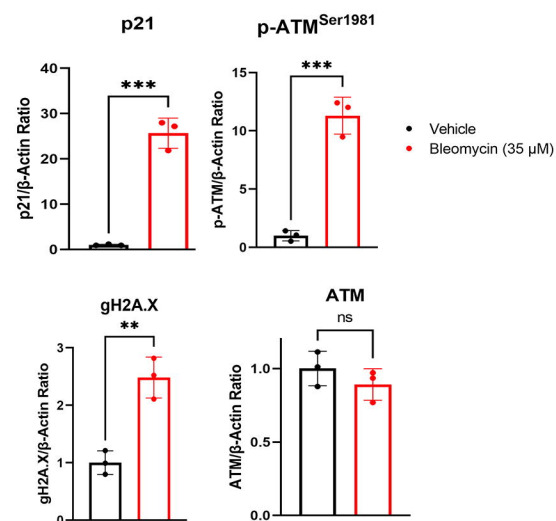 p21
p21/β-Actin Ratio
40
30
20
10
0
***
p-ATMSer1981
p-ATM/β-Actin Ratio
15
10
5
0
***
Vehicle
Bleomycin (35 μM)
gH2A.X
gH2A.X/β-Actin Ratio
3
2
1
0
**
ATM
ATM/β-Actin Ratio
1.0
0.5
0.0
ns